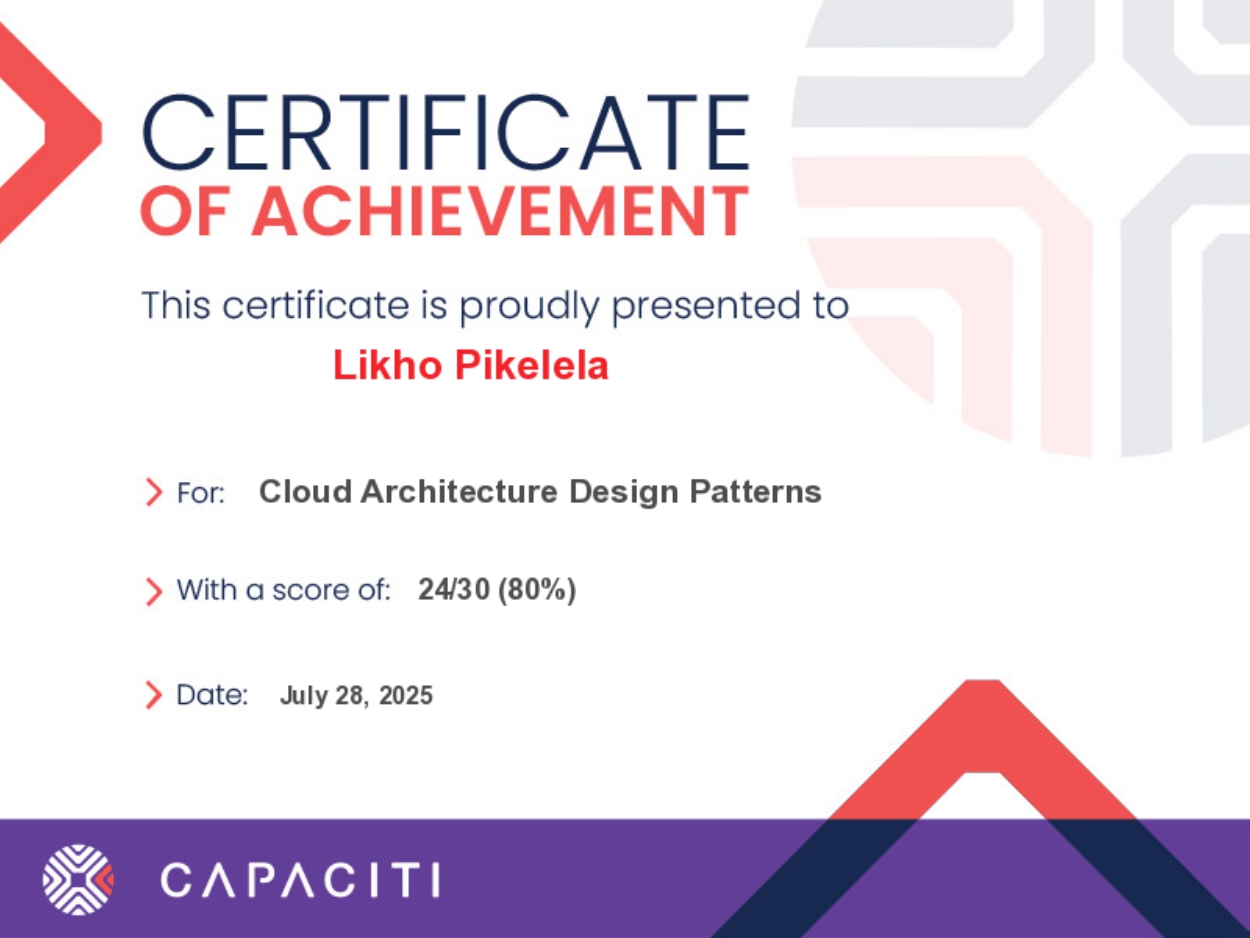 CERTIFICATE
OF ACHIEVEMENT
This certificate is proudly presented to
Likho Pikelela
For: Cloud Architecture Design Patterns
With a score of: 24/30 (80%)
Date: July 28, 2025
CAPACITI